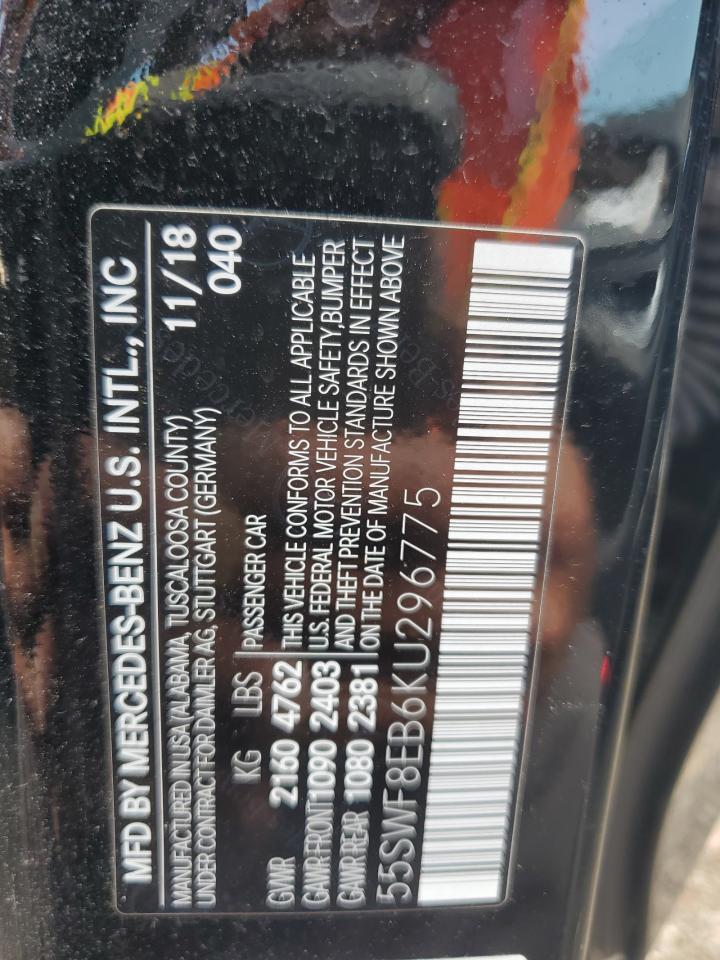 MFD BY MERCEDES-BENZ U.S. INTL., INC
MANUFACTURED IN USA (ALABAMA, TUSCALOOSA COUNTY) 11/18
UNDER CONTRACT FOR DAIMLER AG, STUTTGART (GERMANY) 040
KG LBS PASSENGER CAR
GVWR 2160 4762 THIS VEHICLE CONFORMS TO ALL APPLICABLE
GAWR FRONT 1090 2403 U.S. FEDERAL MOTOR VEHICLE SAFETY, BUMPER
GAWR REAR 1080 2381 AND THEFT PREVENTION STANDARDS IN EFFECT
ON THE DATE OF MANUFACTURE SHOWN ABOVE
55SWF8EB6KU296775